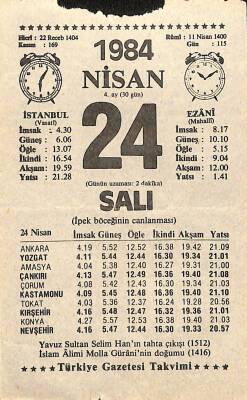 Hicrî : 22 Receb 1404
Kasım : 169
1984
Rûmî : 11 Nisan 1400
Gün : 115
NİSAN
4. ay (30 gün)
24
İSTANBUL
(Vasatî)
İmsak : 4.30
Güneş : 6.06
Öğle : 13.07
İkindi : 16.54
Akşam : 19.59
Yatsı : 21.28
EZÂNÎ
(Mahallî)
İmsak : 8.17
Güneş : 10.10
Öğle : 5.15
İkindi : 9.04
Akşam : 12.00
Yatsı : 1.41
(Günün uzaması: 2 dakika)
SALI
(İpek böceğinin canlanması)
24 Nisan İmsak Güneş Öğle İkindi Akşam Yatsı
ANKARA 4.19 5.52 12.52 16.38 19.42 21.09
YOZGAT 4.11 5.44 12.44 16.30 19.34 21.01
AMASYA 4.04 5.38 12.40 16.27 19.31 21.00
ÇANKIRI 4.13 5.47 12.49 16.36 19.40 21.08
ÇORUM 4.08 5.42 12.43 16.30 19.34 21.03
KASTAMONU 4.09 5.45 12.48 16.36 19.40 21.10
TOKAT 4.03 5.36 12.37 16.24 19.28 20.56
KIRŞEHİR 4.16 5.48 12.47 16.32 19.36 21.01
KONYA 4.27 5.57 12.53 16.38 19.41 21.03
NEVŞEHİR 4.16 5.47 12.44 16.30 19.33 20.57
Yavuz Sultan Selim Han'ın tahta çıkışı (1512)
İslam Âlimi Molla Gürâni'nin doğumu (1416)
★★★★ Türkiye Gazetesi Takvimi ★★★★